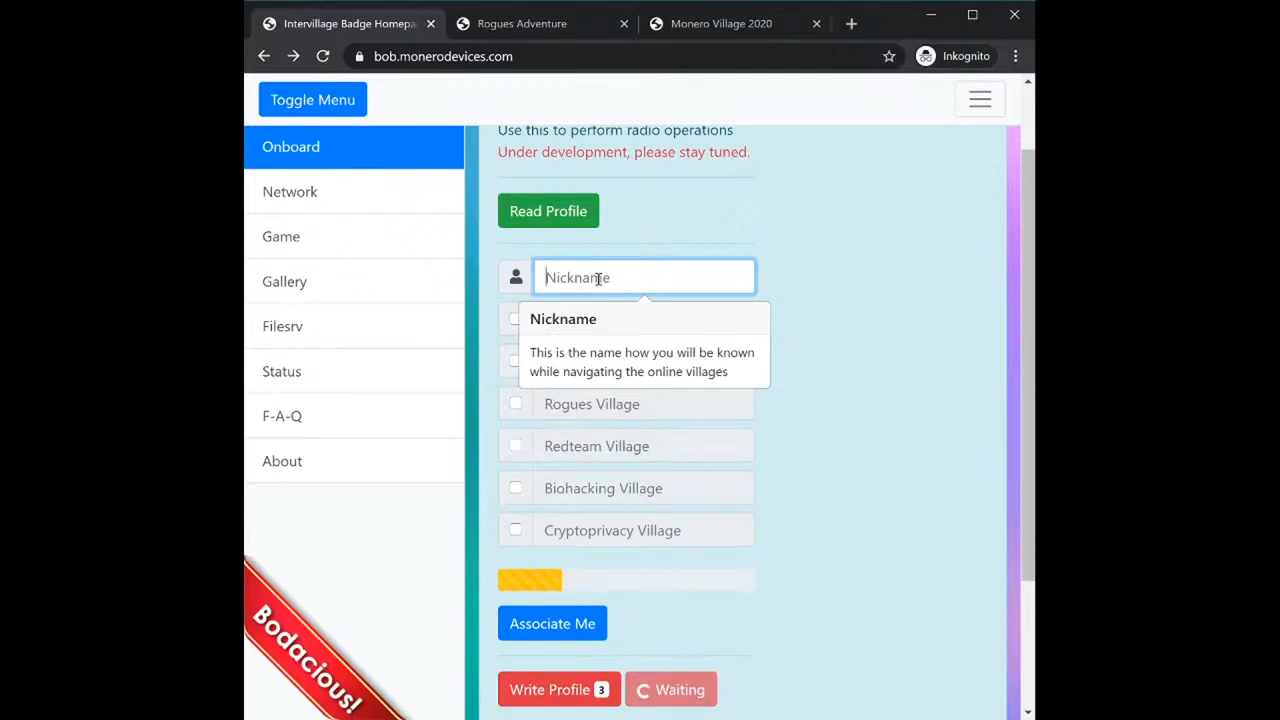 Intervillage Badge Homepa
Rogues Adventure
Monero Village 2020
bob.monerodevices.com
Inkognito
Toggle Menu
Onboard
Network
Game
Gallery
Filesrv
Status
F-A-Q
About
Use this to perform radio operations
Under development, please stay tuned.
Read Profile
Nickname
Nickname
This is the name how you will be known
while navigating the online villages
Rogues Village
Redteam Village
Biohacking Village
Cryptoprivacy Village
Associate Me
Write Profile 3
Waiting
Bodacious!